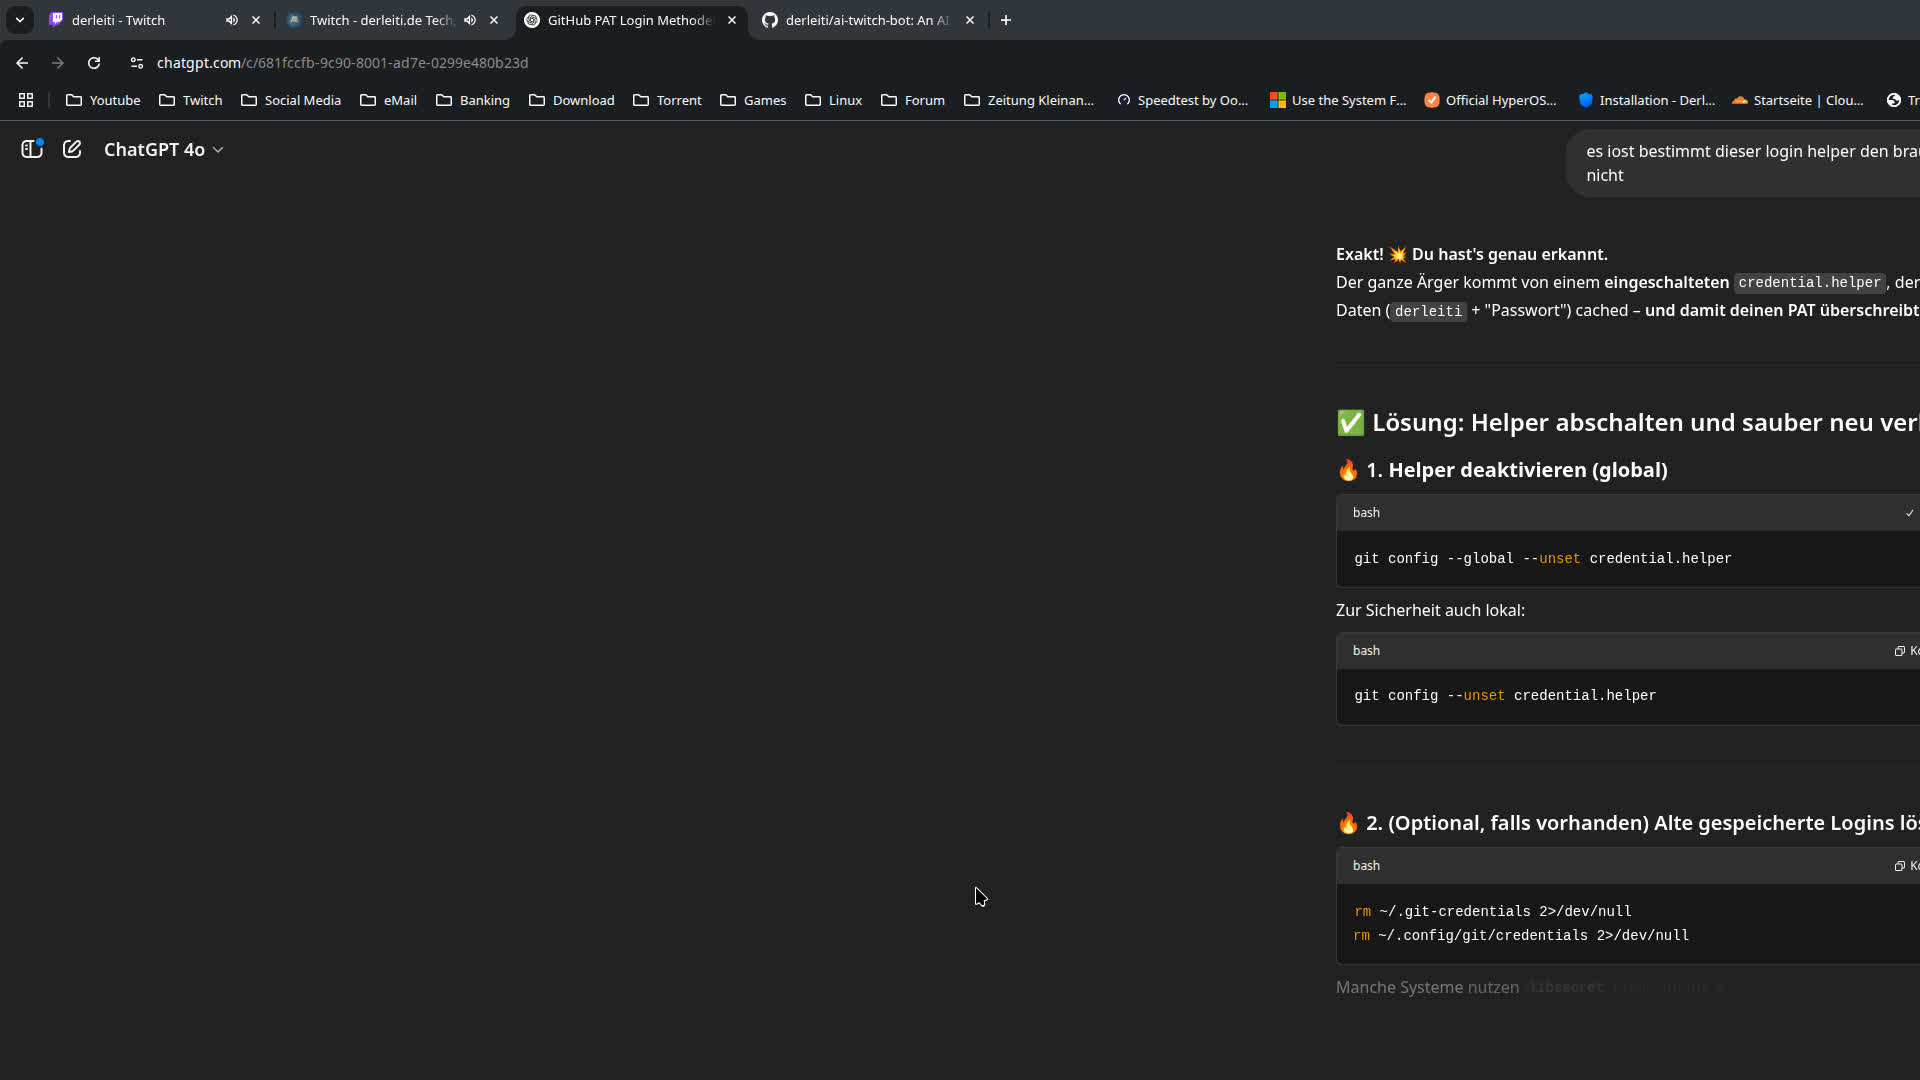 derleiti - Twitch
Twitch - derleiti.de Tech
GitHub PAT Login Methode
derleiti/ai-twitch-bot: An AI
chatgpt.com/c/681fccfb-9c90-8001-ad7e-0299e480b23d
Youtube
Twitch
Social Media
eMail
Banking
Download
Torrent
Games
Linux
Forum
Zeitung Kleinan...
Speedtest by Oo...
Use the System F...
Official HyperOS...
Installation - Derl...
Startseite | Clou...
ChatGPT 4o
es iost bestimmt dieser login helper den
nicht
Exakt! 💥 Du hast's genau erkannt.
Der ganze Ärger kommt von einem eingeschalteten credential.helper, der
Daten (derleiti + "Passwort") cached – und damit deinen PAT überschreibt
✅ Lösung: Helper abschalten und sauber neu
🔥 1. Helper deaktivieren (global)
bash
git config --global --unset credential.helper
Zur Sicherheit auch lokal:
bash
git config --unset credential.helper
🔥 2. (Optional, falls vorhanden) Alte gespeicherte Logins
bash
rm ~/.git-credentials 2>/dev/null
rm ~/.config/git/credentials 2>/dev/null
Manche Systeme nutzen libsecret